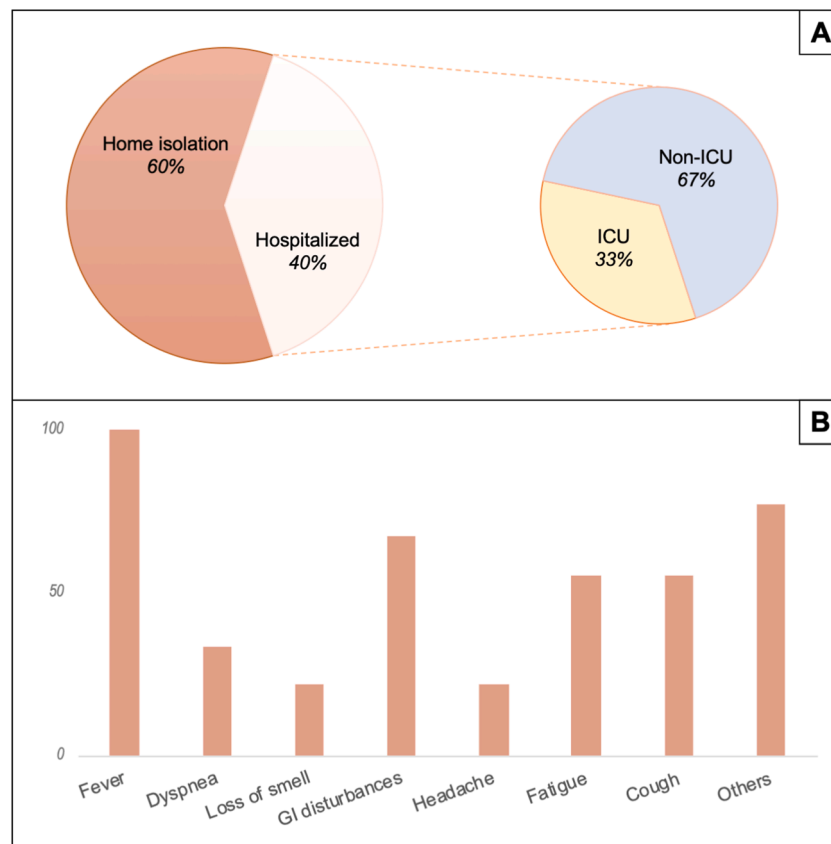 A
Home isolation
60%
Hospitalized
40%
Non-ICU
67%
ICU
33%
B
100
50
0
Fever
Dyspnea
Loss of smell
GI disturbances
Headache
Fatigue
Cough
Others